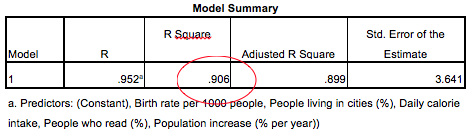 Model Summary
Model R R Square Adjusted R Square Std. Error of the Estimate
1 .952a .906 .899 3.641
a. Predictors: (Constant), Birth rate per 1000 people, People living in cities (%), Daily calorie
intake, People who read (%), Population increase (% per year))